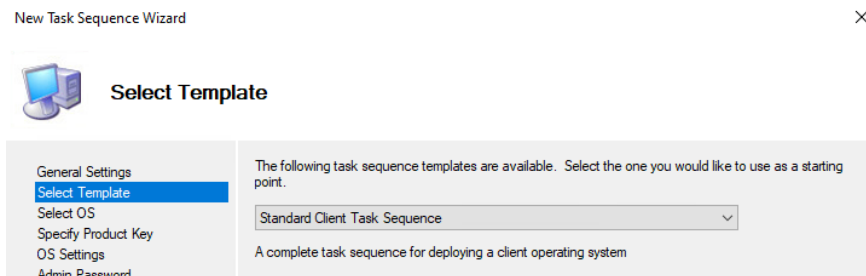 New Task Sequence Wizard
Select Template
General Settings
Select Template
Select OS
Specify Product Key
OS Settings
Admin Password
The following task sequence templates are available. Select the one you would like to use as a starting
point.
Standard Client Task Sequence
A complete task sequence for deploying a client operating system